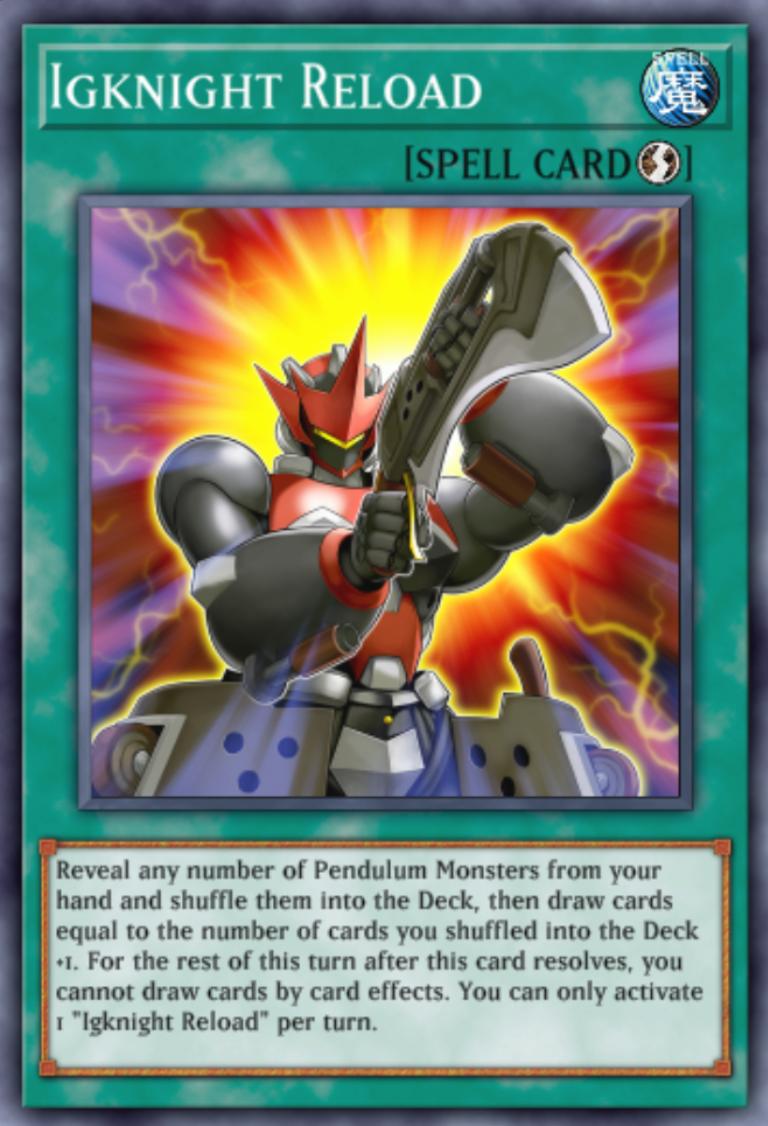 Igknight Reload
SPELL
魔
[SPELL CARD]
Reveal any number of Pendulum Monsters from your
hand and shuffle them into the Deck, then draw cards
equal to the number of cards you shuffled into the Deck
+1. For the rest of this turn after this card resolves, you
cannot draw cards by card effects. You can only activate
1 "Igknight Reload" per turn.